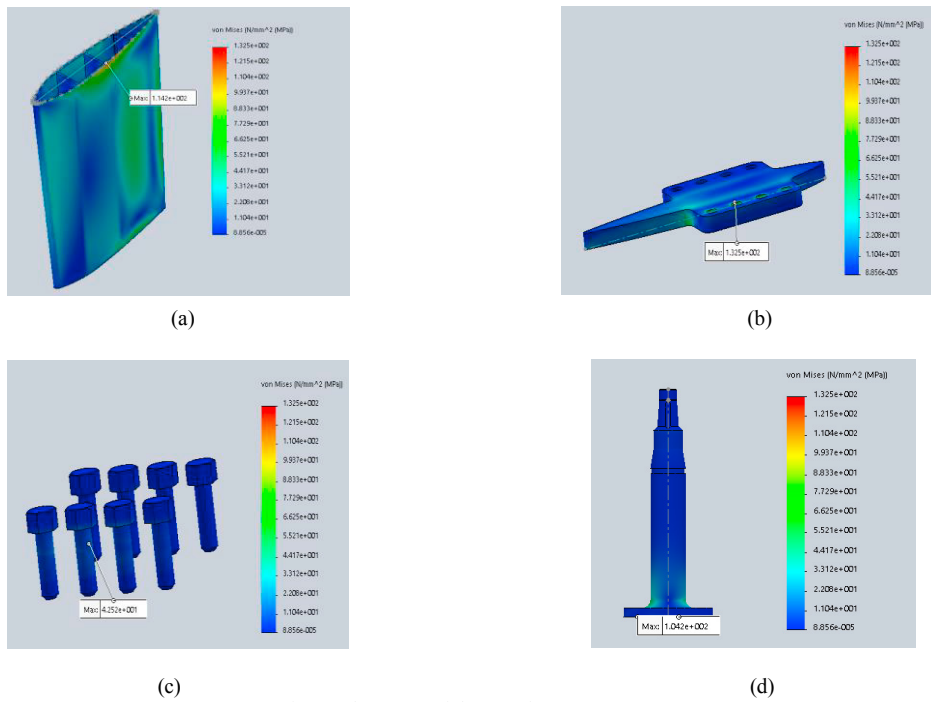 von Mises (N/mm^2 (MPa))
1.325e+002
1.215e+002
1.104e+002
9.937e+001
8.833e+001
7.729e+001
6.625e+001
5.521e+001
4.417e+001
3.312e+001
2.208e+001
1.104e+001
8.856e-005
Max: 1.142e+002
(a)
von Mises (N/mm^2 (MPa))
1.325e+002
1.215e+002
1.104e+002
9.937e+001
8.833e+001
7.729e+001
6.625e+001
5.521e+001
4.417e+001
3.312e+001
2.208e+001
1.104e+001
8.856e-005
Max: 1.325e+002
(b)
von Mises (N/mm^2 (MPa))
1.325e+002
1.215e+002
1.104e+002
9.937e+001
8.833e+001
7.729e+001
6.625e+001
5.521e+001
4.417e+001
3.312e+001
2.208e+001
1.104e+001
8.856e-005
Max: 4.252e+001
(c)
von Mises (N/mm^2 (MPa))
1.325e+002
1.215e+002
1.104e+002
9.937e+001
8.833e+001
7.729e+001
6.625e+001
5.521e+001
4.417e+001
3.312e+001
2.208e+001
1.104e+001
8.856e-005
Max: 1.042e+002
(d)